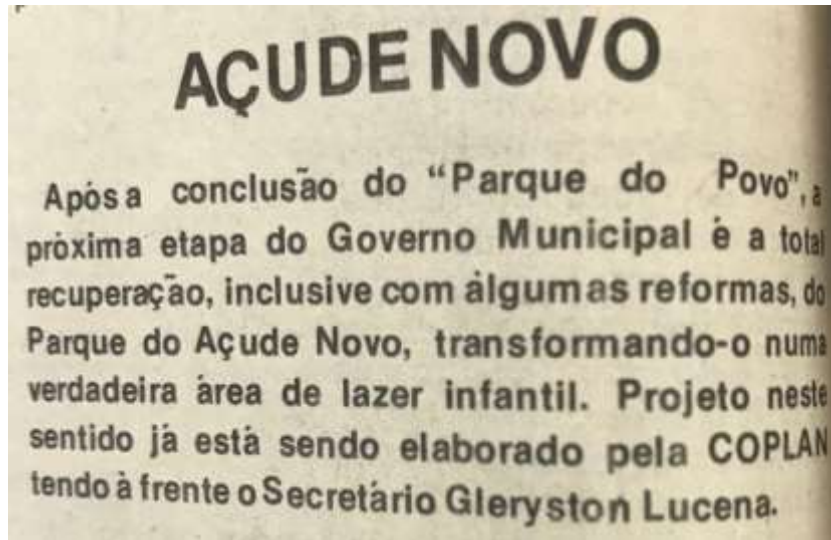 AÇUDE NOVO
Após a conclusão do "Parque do Povo", a
próxima etapa do Governo Municipal é a total
recuperação, inclusive com álgumas reformas, do
Parque do Açude Novo, transformando-o numa
verdadeira área de lazer infantil. Projeto neste
sentido já está sendo elaborado pela COPLAN
tendo à frente o Secretário Gleryston Lucena.